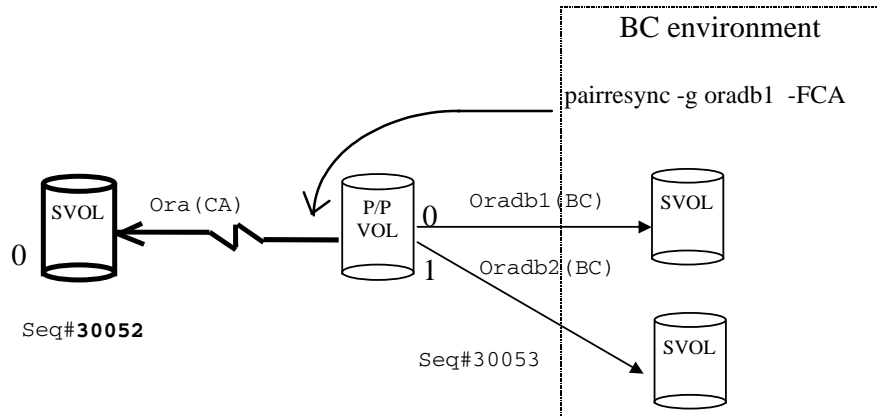 BC environment
pairresync -g oradb1 -FCA
SVOL
Ora(CA)
P/P
VOL
0
Oradb1(BC)
SVOL
0
1
Oradb2(BC)
Seq#30052
Seq#30053
SVOL